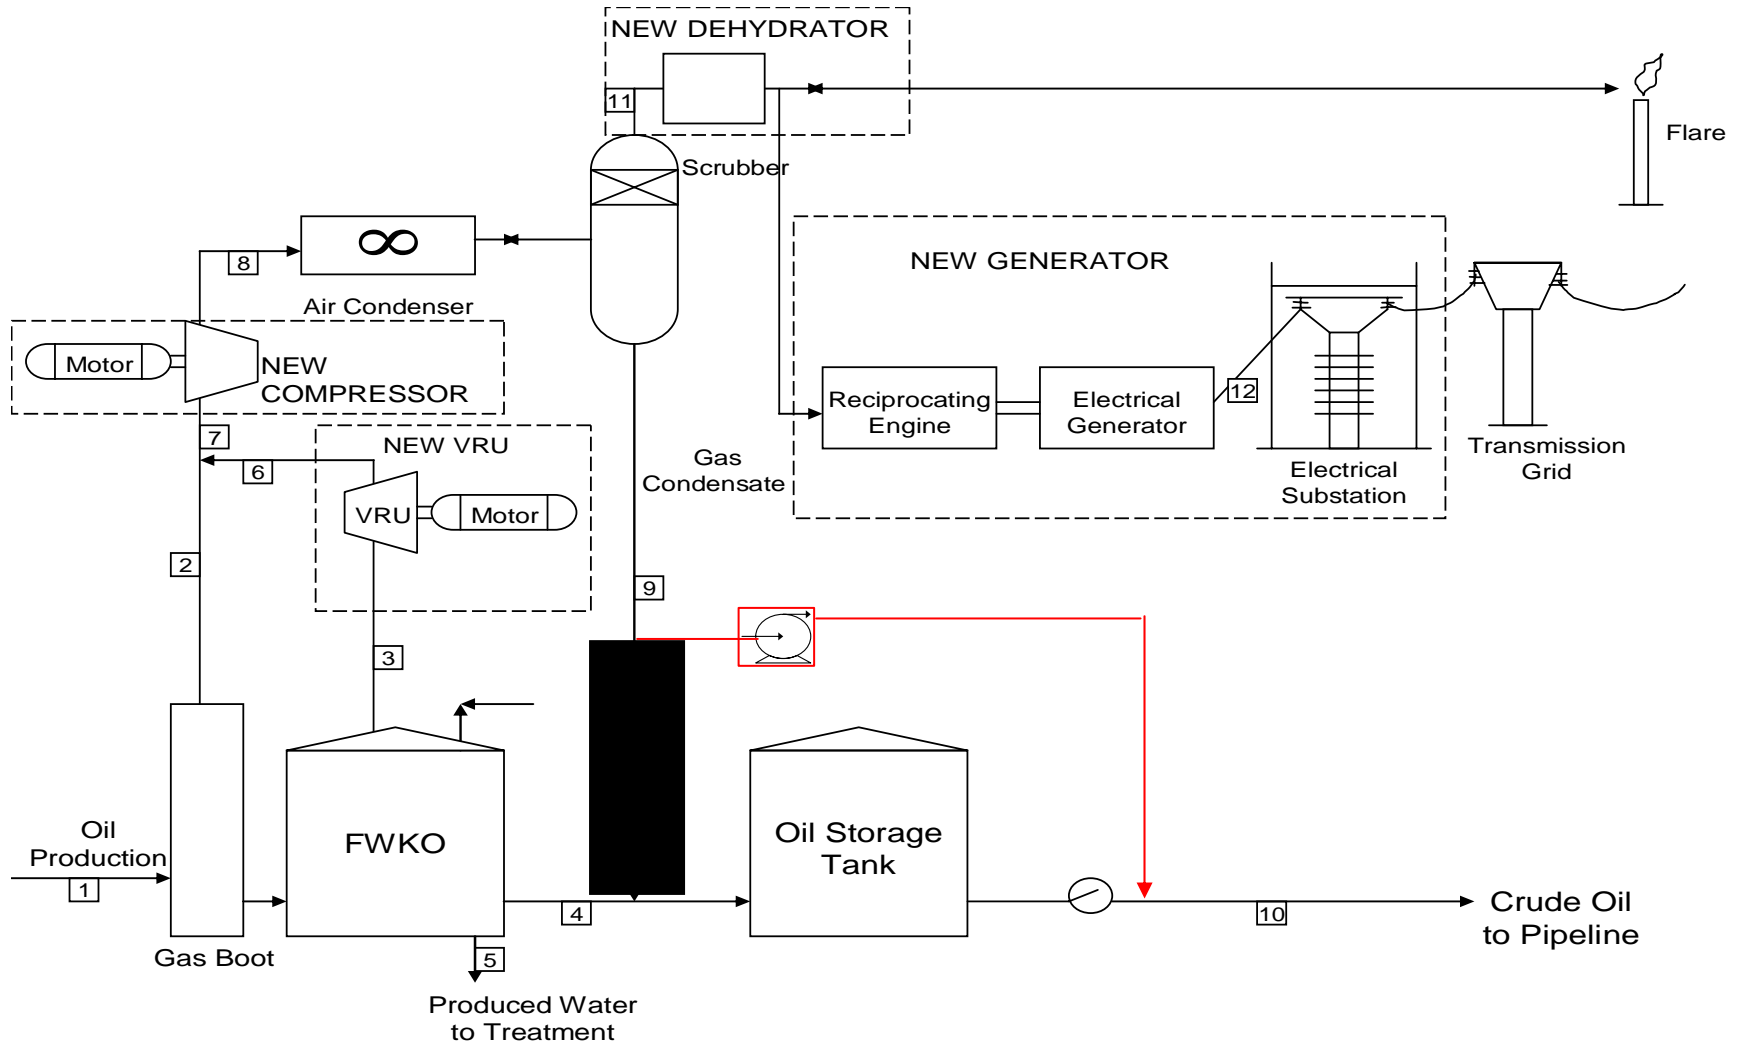 NEW DEHYDRATOR
11
Flare
Scrubber
8
∞
Air Condenser
NEW GENERATOR
Motor
NEW
COMPRESSOR
7
NEW VRU
6
VRU
Motor
Gas
Condensate
Reciprocating
Engine
Electrical
Generator
12
Electrical
Substation
Transmission
Grid
2
9
3
Oil
Production
1
FWKO
Oil Storage
Tank
4
10
Crude Oil
to Pipeline
Gas Boot
5
Produced Water
to Treatment